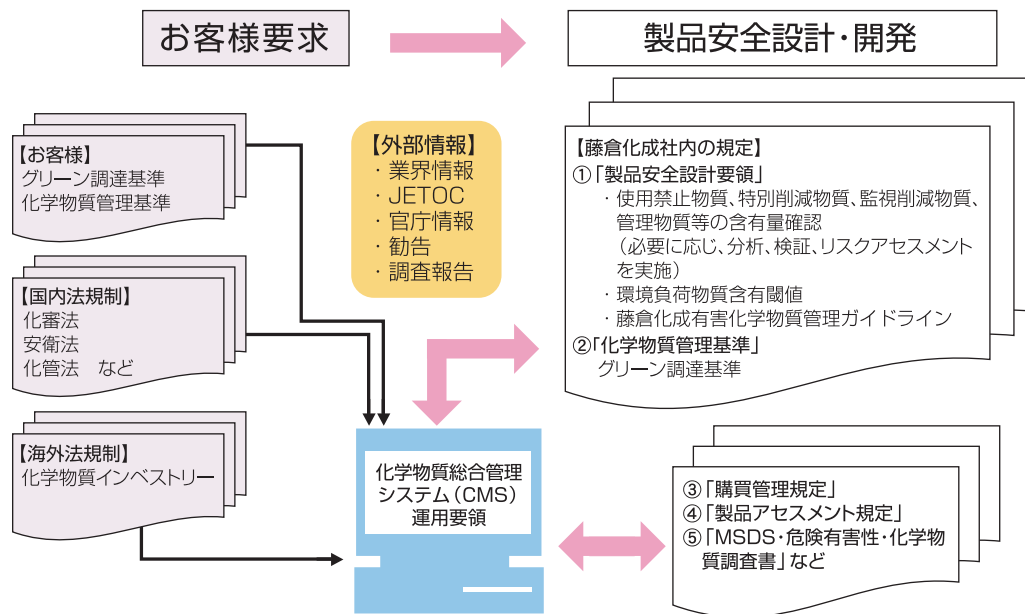 お客様要求
製品安全設計・開発
【お客様】
グリーン調達基準
化学物質管理基準
【国内法規制】
化審法
安衛法
化管法　など
【海外法規制】
化学物質インベストリー
【外部情報】
・業界情報
・JETOC
・官庁情報
・勧告
・調査報告
【藤倉化成社内の規定】
①「製品安全設計要領」
・使用禁止物質、特別削減物質、監視削減物質、
管理物質等の含有量確認
（必要に応じ、分析、検証、リスクアセスメント
を実施）
・環境負荷物質含有閾値
・藤倉化成有害化学物質管理ガイドライン
②「化学物質管理基準」
グリーン調達基準
化学物質総合管理
システム（CMS）
運用要領
③「購買管理規定」
④「製品アセスメント規定」
⑤「MSDS・危険有害性・化学物
質調査書」など